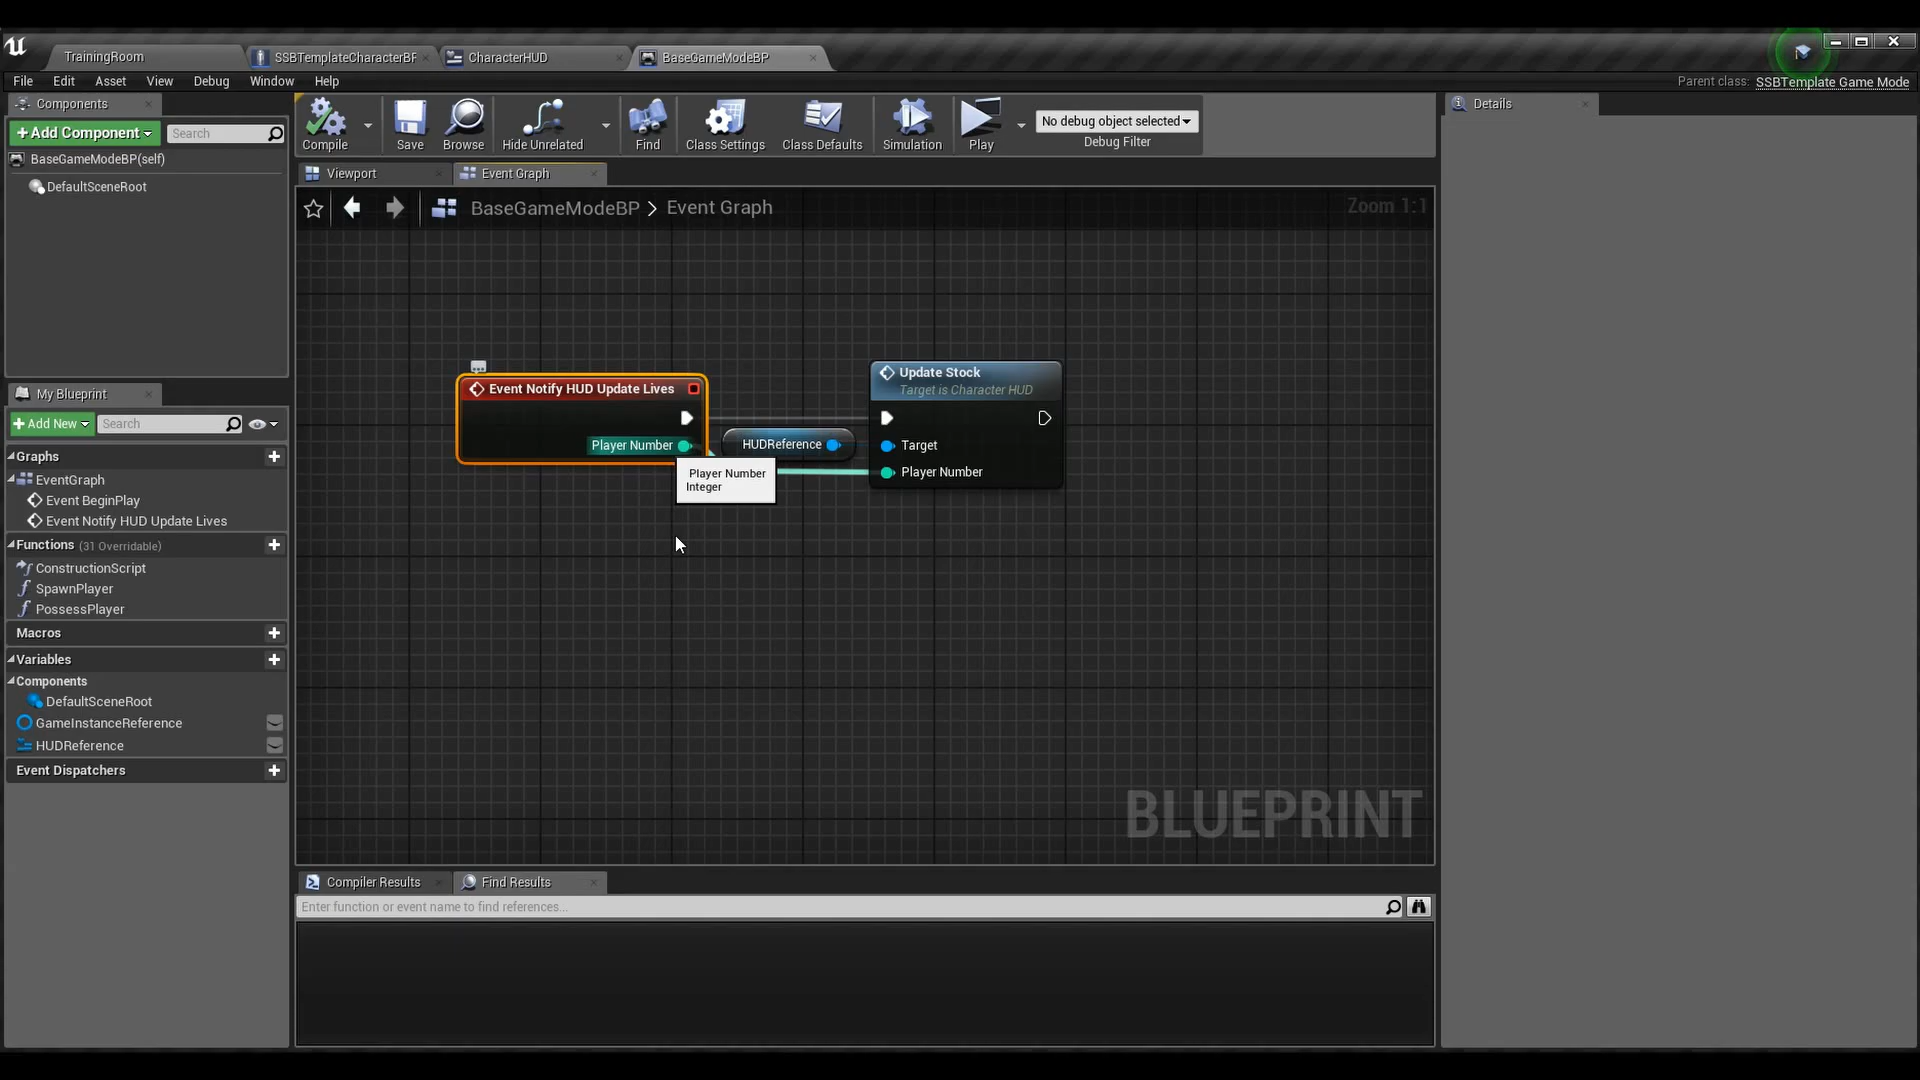 TrainingRoom
SSBTemplateCharacterBF
CharacterHUD
BaseGameModeBP
File Edit Asset View Debug Window Help
Parent class: SSBTemplate Game Mode
Components
+Add Component
Search
BaseGameModeBP(self)
DefaultSceneRoot
Compile
Save
Browse
Hide Unrelated
Find
Class Settings
Class Defaults
Simulation
Play
No debug object selected
Debug Filter
Details
Viewport
Event Graph
BaseGameModeBP > Event Graph
Zoom 1:1
Event Notify HUD Update Lives
Player Number
HUDReference
Player Number
Integer
Update Stock
Target is Character HUD
Target
Player Number
BLUEPRINT
My Blueprint
+Add New
Search
Graphs
EventGraph
Event BeginPlay
Event Notify HUD Update Lives
Functions (31 Overridable)
ConstructionScript
SpawnPlayer
PossessPlayer
Macros
Variables
Components
DefaultSceneRoot
GameInstanceReference
HUDReference
Event Dispatchers
Compiler Results
Find Results
Enter function or event name to find references...